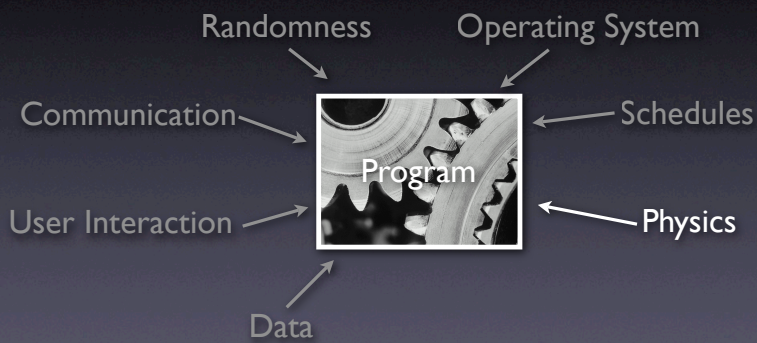 Randomness
Operating System
Communication
Schedules
Program
User Interaction
Physics
Data